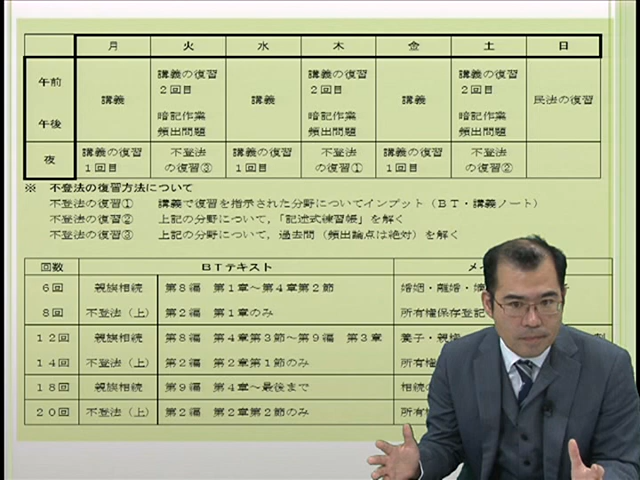 月 火 水 木 金 土 日
午前 午後 講義 講義の復習 ２回目 暗記作業 頻出問題 講義 講義の復習 ２回目 暗記作業 頻出問題 講義 講義の復習 ２回目 暗記作業 頻出問題 民法の復習
夜 講義の復習 １回目 不登法 の復習③ 講義の復習 １回目 不登法 の復習① 講義の復習 １回目 不登法 の復習②
※ 不登法の復習方法について
不登法の復習① 講義で復習を指示された分野についてインプット（ＢＴ・講義ノート）
不登法の復習② 上記の分野について，「記述式練習帳」を解く
不登法の復習③ 上記の分野について，過去問（頻出論点は絶対）を解く
回数 ＢＴテキスト
６回 親族相続 第８編 第１章～第４章第２節 婚姻・離婚・
８回 不登法（上） 第２編 第１章のみ 所有権保存登記
１２回 親族相続 第８編 第４章第３節～第９編 第３章 養子・親権
１４回 不登法（上） 第２編 第２章第１節のみ 所有権
１８回 親族相続 第９編 第４章～最後まで 相続の
２０回 不登法（上） 第２編 第２章第２節のみ 所有